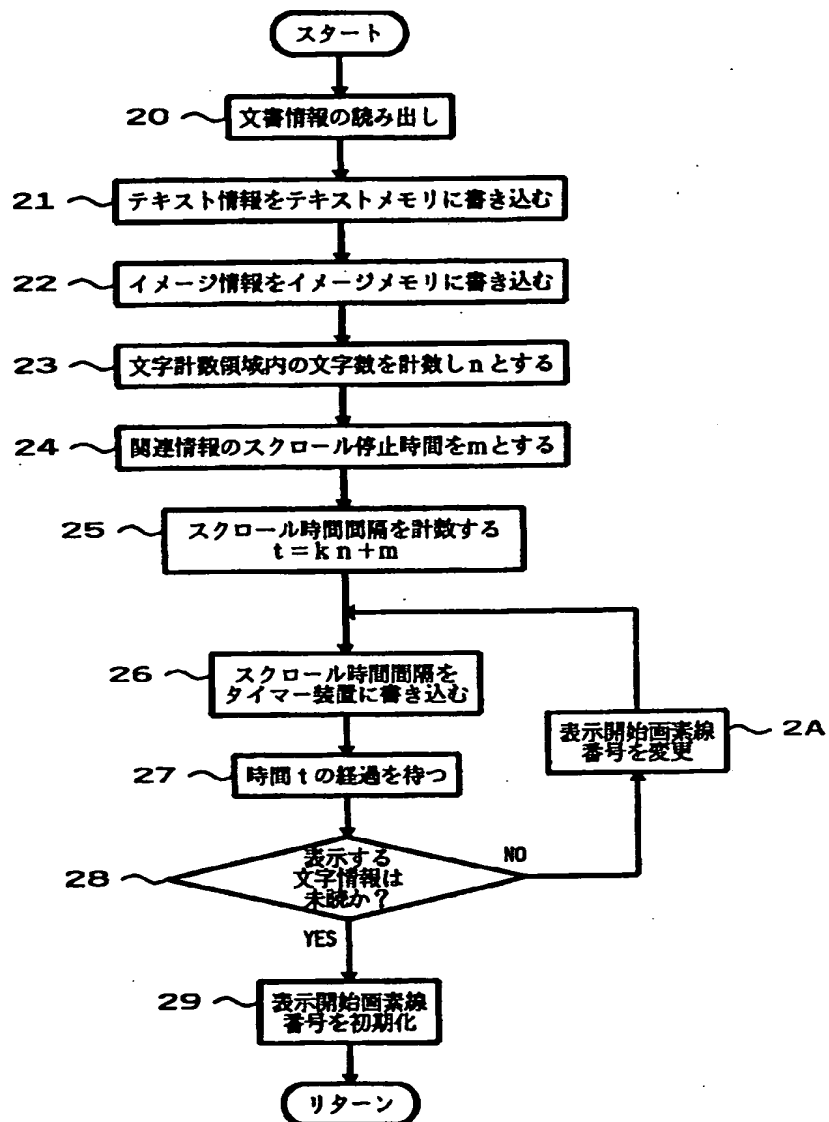 スタート
20
文書情報の読み出し
21
テキスト情報をテキストメモリに書き込む
22
イメージ情報をイメージメモリに書き込む
23
文字計数領域内の文字数を計数しnとする
24
関連情報のスクロール停止時間をmとする
25
スクロール時間間隔を計数する
t=kn+m
26
スクロール時間間隔を
タイマー装置に書き込む
2A
表示開始画素線
番号を変更
27
時間tの経過を待つ
28
表示する
文字情報は
未読か?
NO
YES
29
表示開始画素線
番号を初期化
リターン